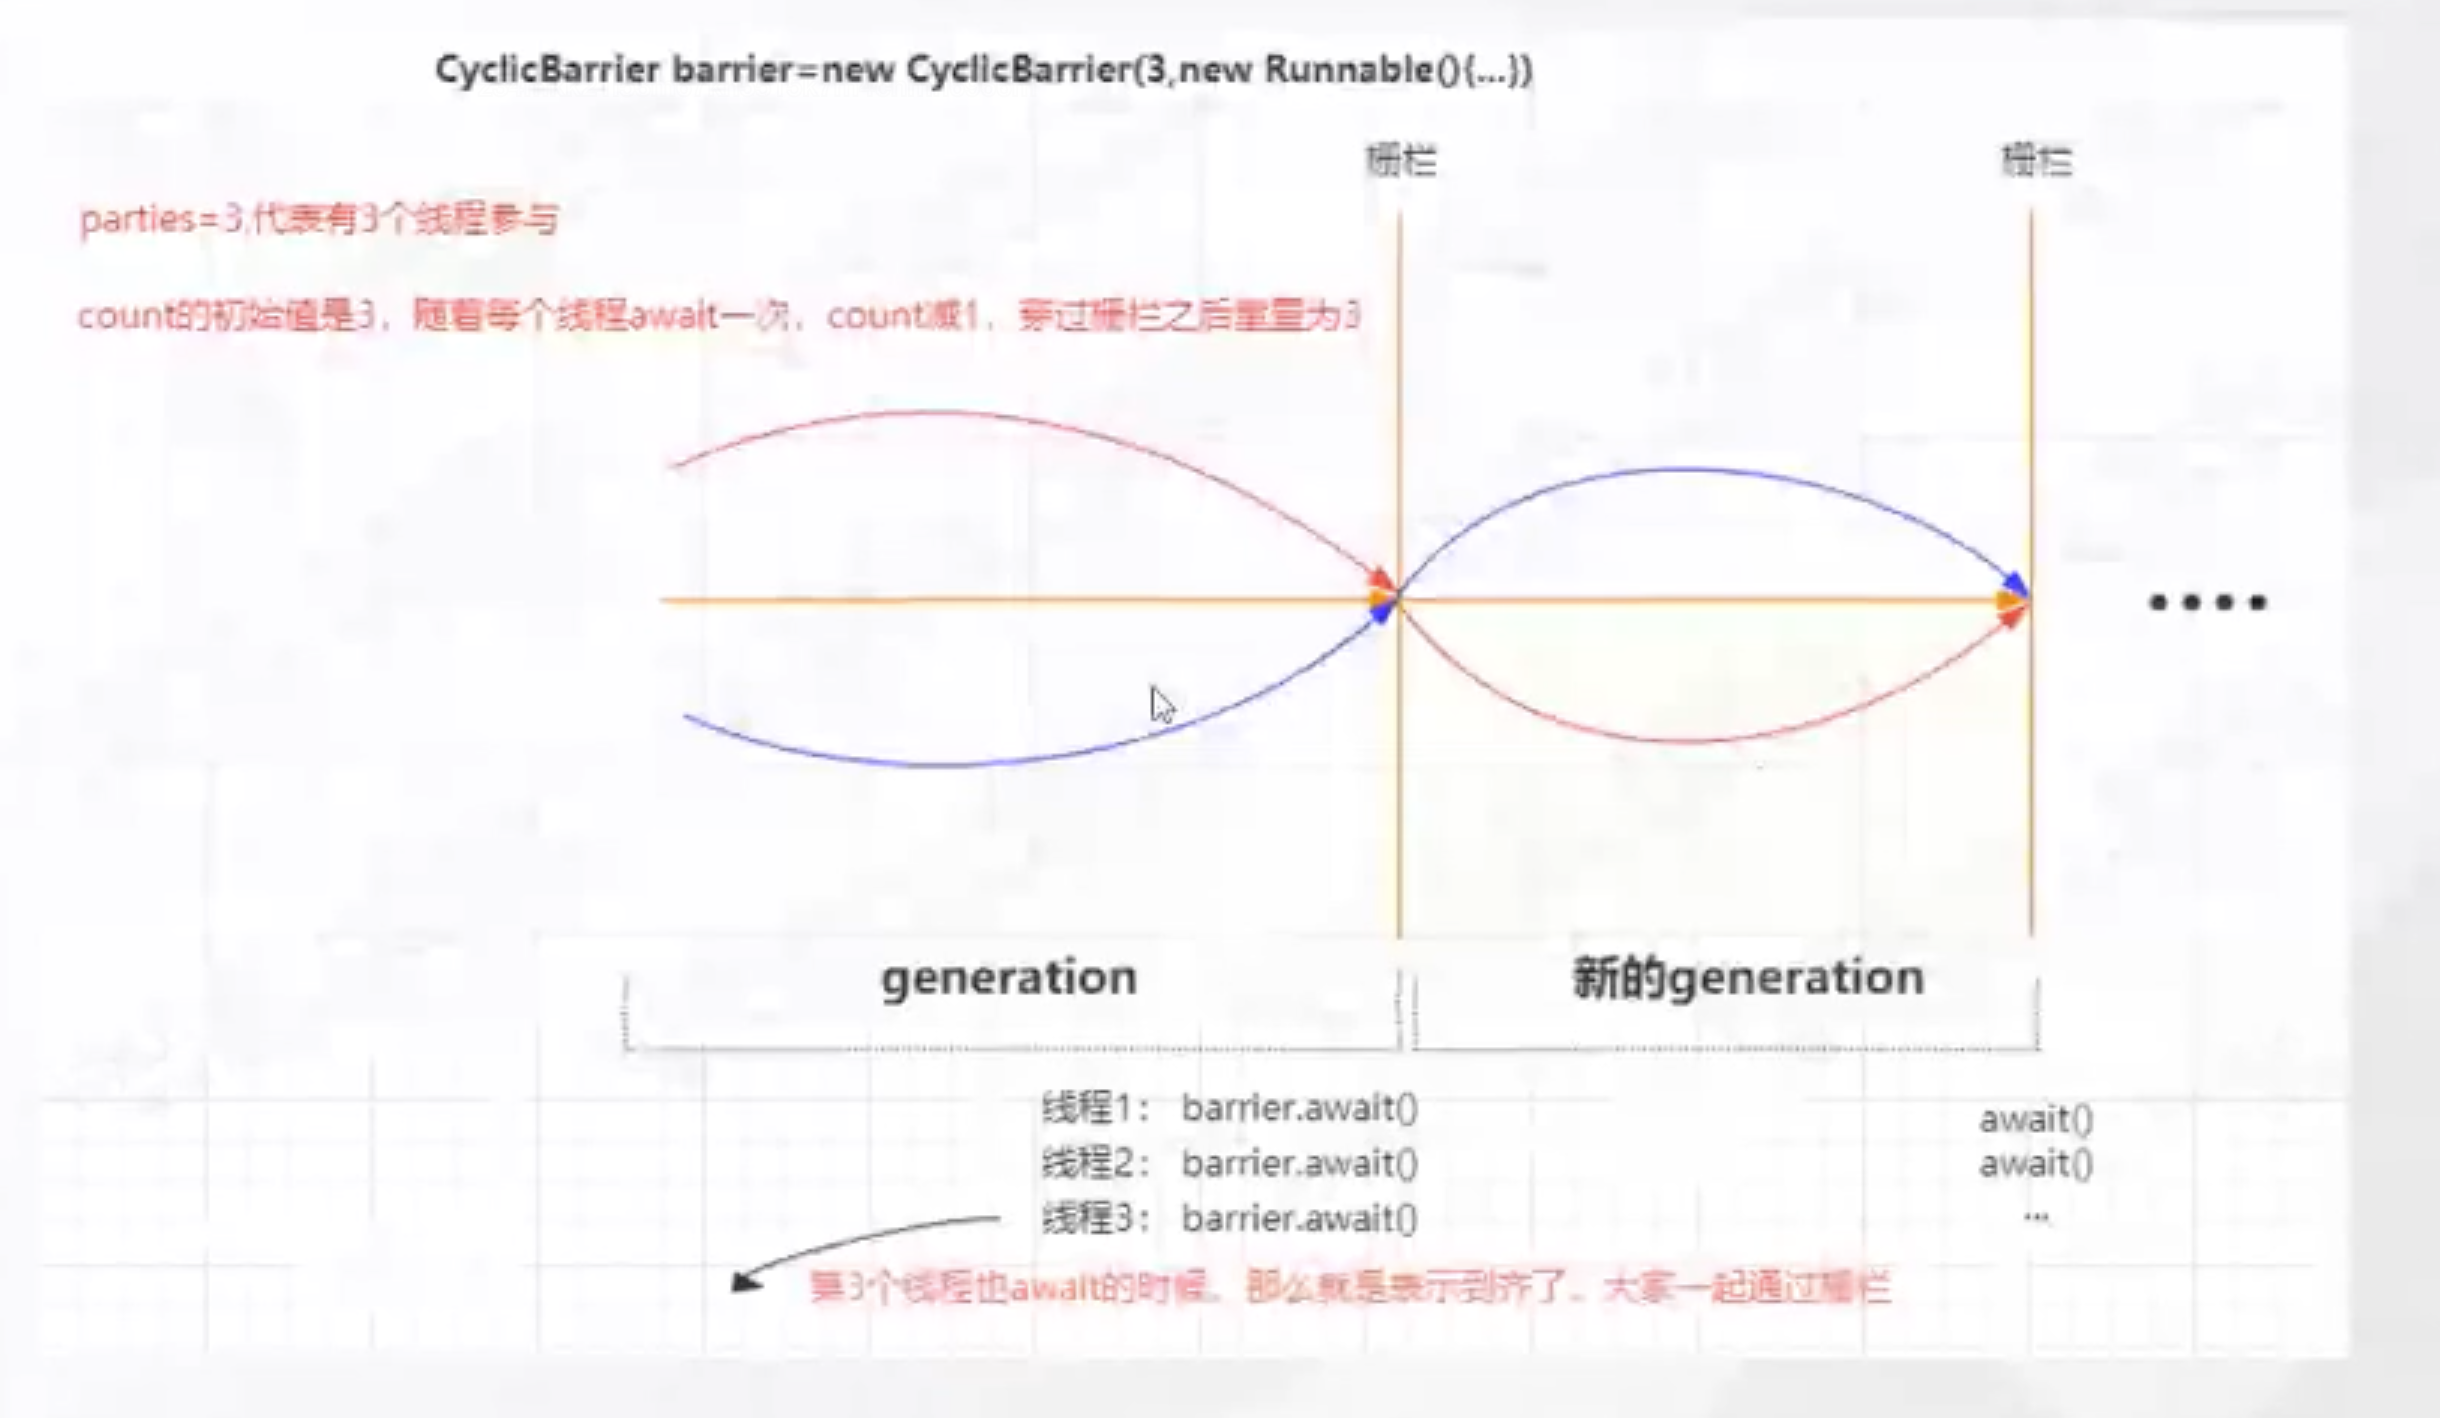 CyclicBarrier barrier=new CyclicBarrier(3,new Runnable(){...})
栅栏
栅栏
parties=3,代表有3个线程参与
count的初始值是3，随着每个线程await一次，count减1，穿过栅栏之后重置为3
generation
新的generation
线程1： barrier.await()
线程2： barrier.await()
线程3： barrier.await()
await()
await()
...
第3个线程也await的时候，那么就是表示到齐了。大家一起通过栅栏